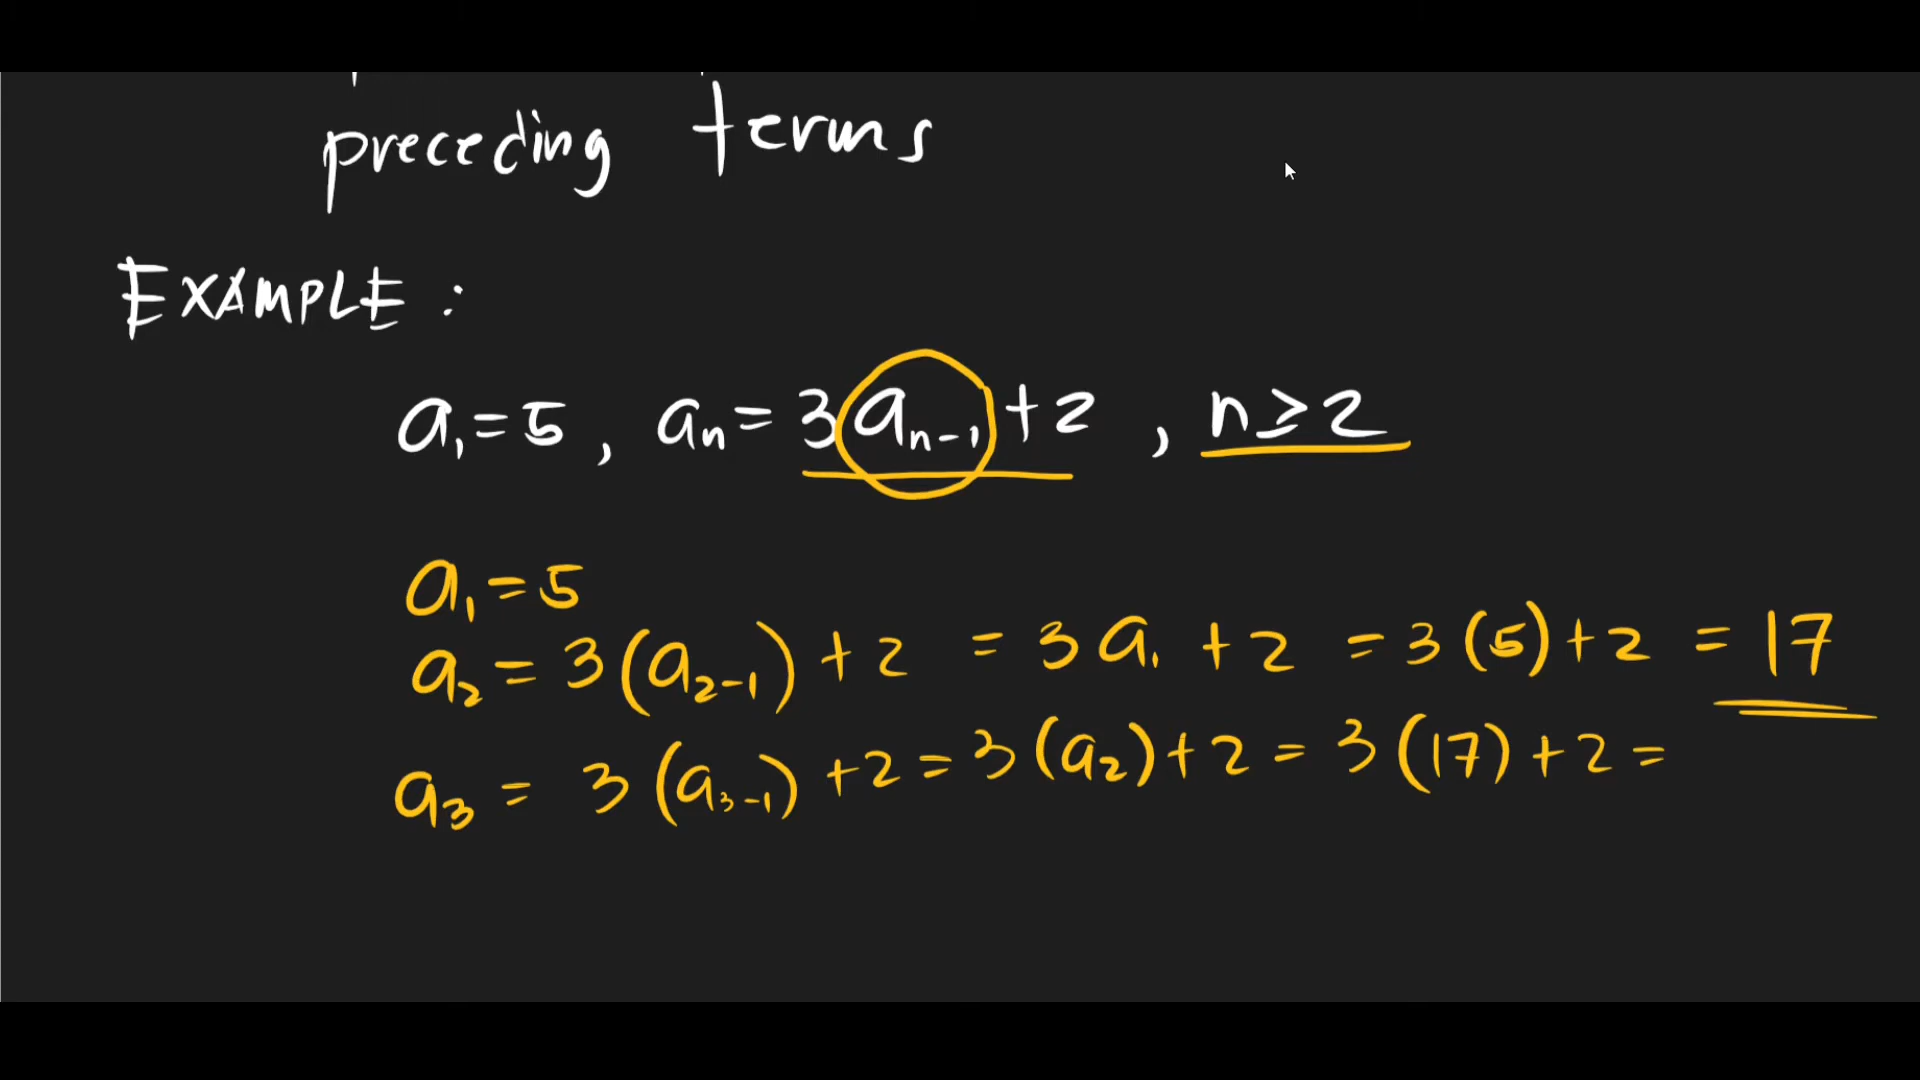 preceding terms
EXAMPLE :
a₁ = 5 , aₙ = 3aₙ₋₁ + 2 , n ≥ 2
a₁ = 5
a₂ = 3(a₂₋₁) + 2 = 3a₁ + 2 = 3(5) + 2 = 17
a₃ = 3(a₃₋₁) + 2 = 3(a₂) + 2 = 3(17) + 2 =